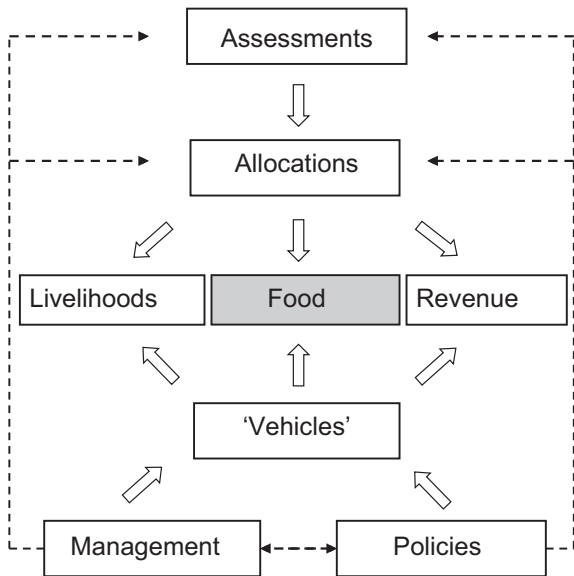 Assessments
Allocations
Livelihoods Food Revenue
‘Vehicles’
Management Policies